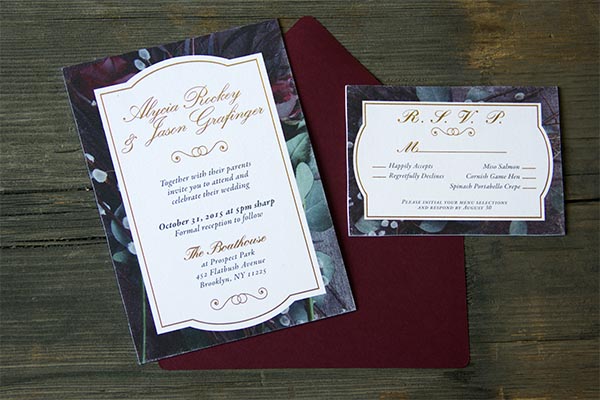 Alycia Rockey
& Jason Grafinger
Together with their parents
invite you to attend and
celebrate their wedding
October 31, 2015 at 5pm sharp
Formal reception to follow
The Boathouse
at Prospect Park
452 Flatbush Avenue
Brooklyn, NY 11225
R. S. V. P.
M
Happily Accepts
Regretfully Declines
Miso Salmon
Cornish Game Hen
Spinach Portabello Crepe
Please initial your menu selections
and respond by August 30